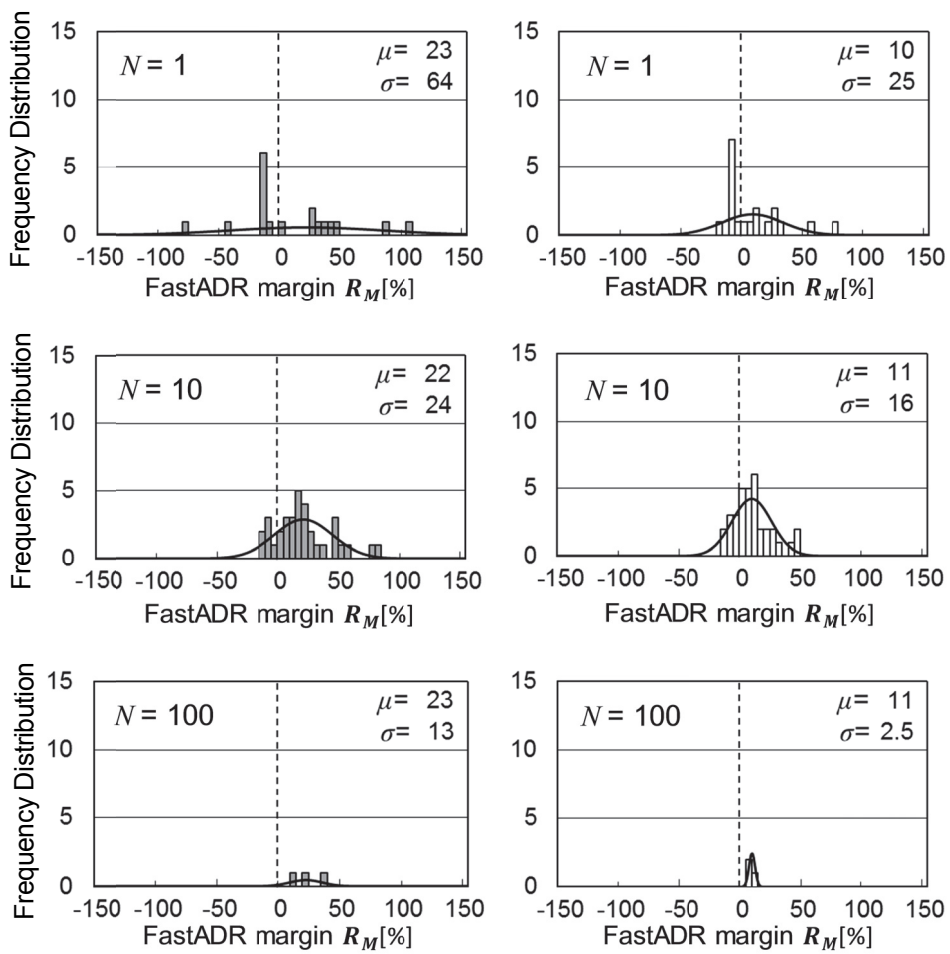 Frequency Distribution
15
10
5
0
N = 1
μ= 23
σ= 64
-150 -100 -50 0 50 100 150
FastADR margin R_M[%]
15
10
5
0
N = 1
μ= 10
σ= 25
-150 -100 -50 0 50 100 150
FastADR margin R_M[%]
Frequency Distribution
15
10
5
0
N = 10
μ= 22
σ= 24
-150 -100 -50 0 50 100 150
FastADR margin R_M[%]
15
10
5
0
N = 10
μ= 11
σ= 16
-150 -100 -50 0 50 100 150
FastADR margin R_M[%]
Frequency Distribution
15
10
5
0
N = 100
μ= 23
σ= 13
-150 -100 -50 0 50 100 150
FastADR margin R_M[%]
15
10
5
0
N = 100
μ= 11
σ= 2.5
-150 -100 -50 0 50 100 150
FastADR margin R_M[%]